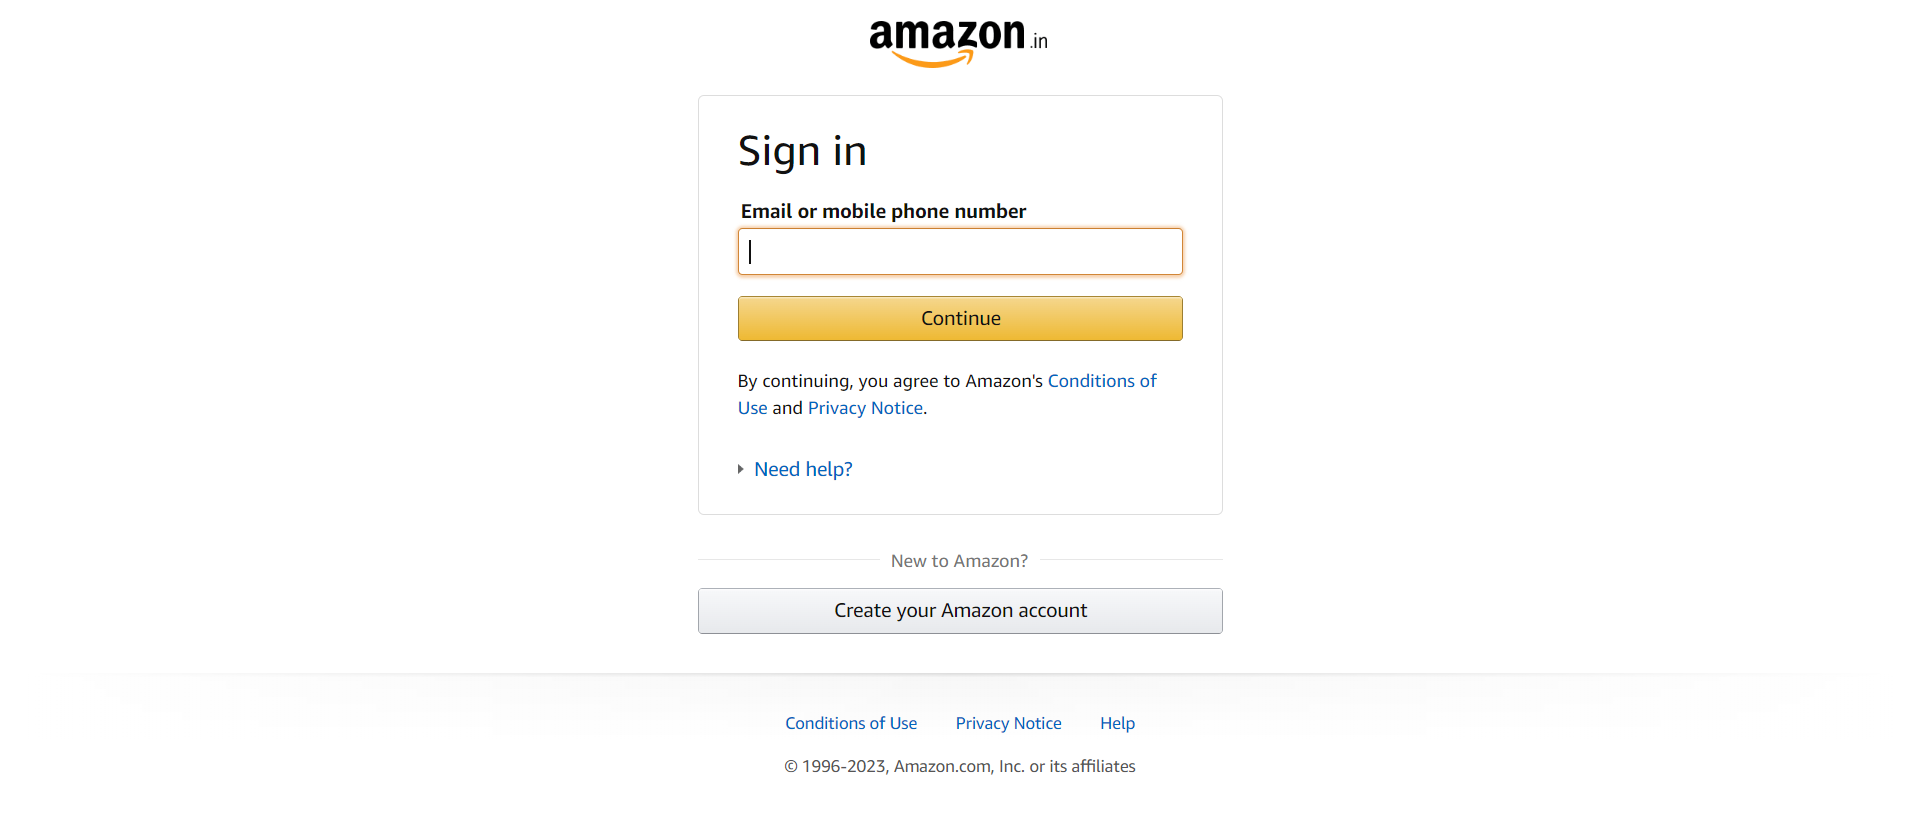 amazon.in
Sign in
Email or mobile phone number
Continue
By continuing, you agree to Amazon's Conditions of
Use and Privacy Notice.
Need help?
New to Amazon?
Create your Amazon account
Conditions of Use Privacy Notice Help
© 1996-2023, Amazon.com, Inc. or its affiliates